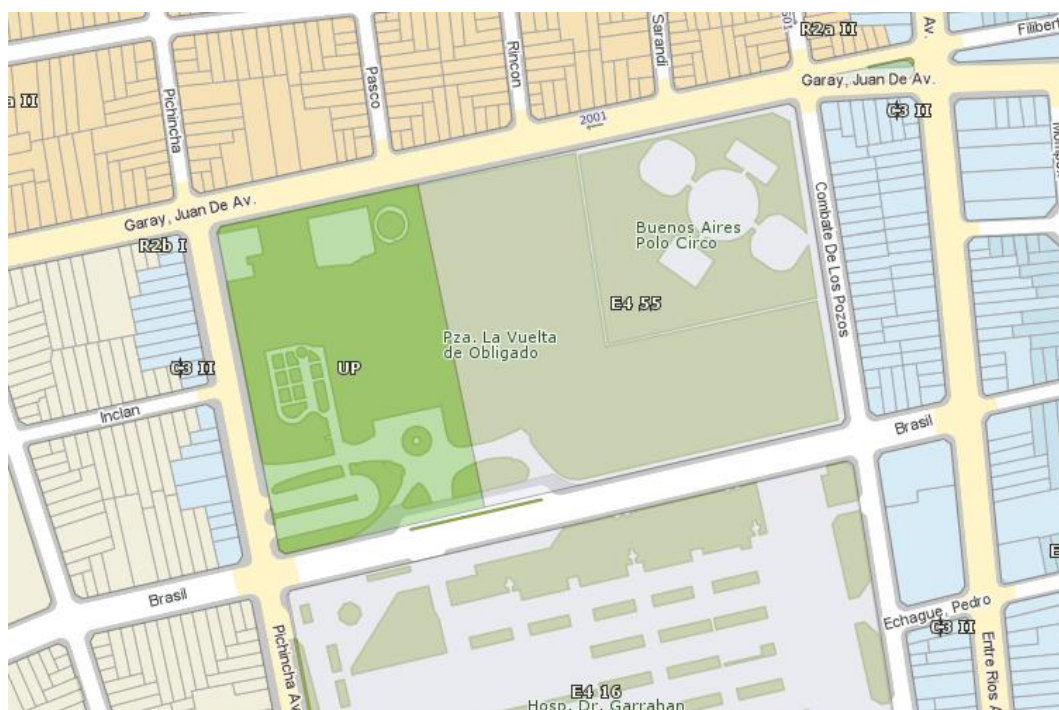 R2a II
Av.
Filibert
Sarandi
Rincon
Pasco
Pichincha
Garay, Juan De Av.
a II
2001
C3 II
Garay, Juan De Av.
R2b I
Combate De Los Pozos
Buenos Aires
Polo Circo
E4 55
Pza. La Vuelta
de Obligado
UP
C3 II
Inclan
Brasil
Brasil
Echague, Pedro
C3 II
Pichincha Av
Entre Rios A
E4 16
Hosp. Dr. Garrahan